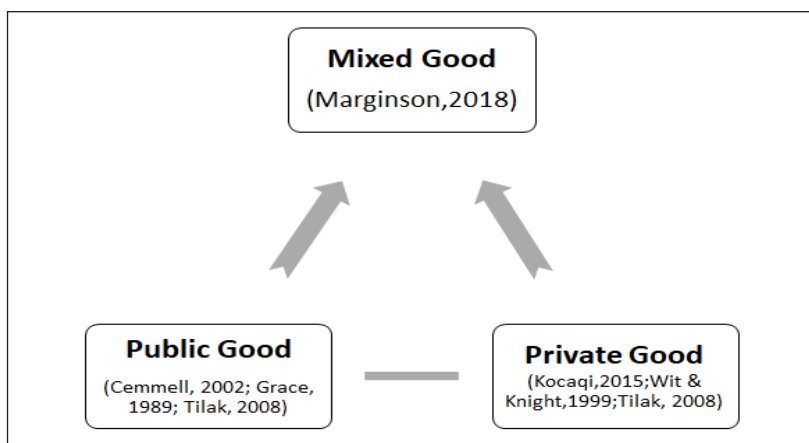 Mixed Good
(Marginson,2018)
Public Good
(Cemmell, 2002; Grace,
1989; Tilak, 2008)
Private Good
(Kocaqi,2015;Wit &
Knight,1999;Tilak, 2008)